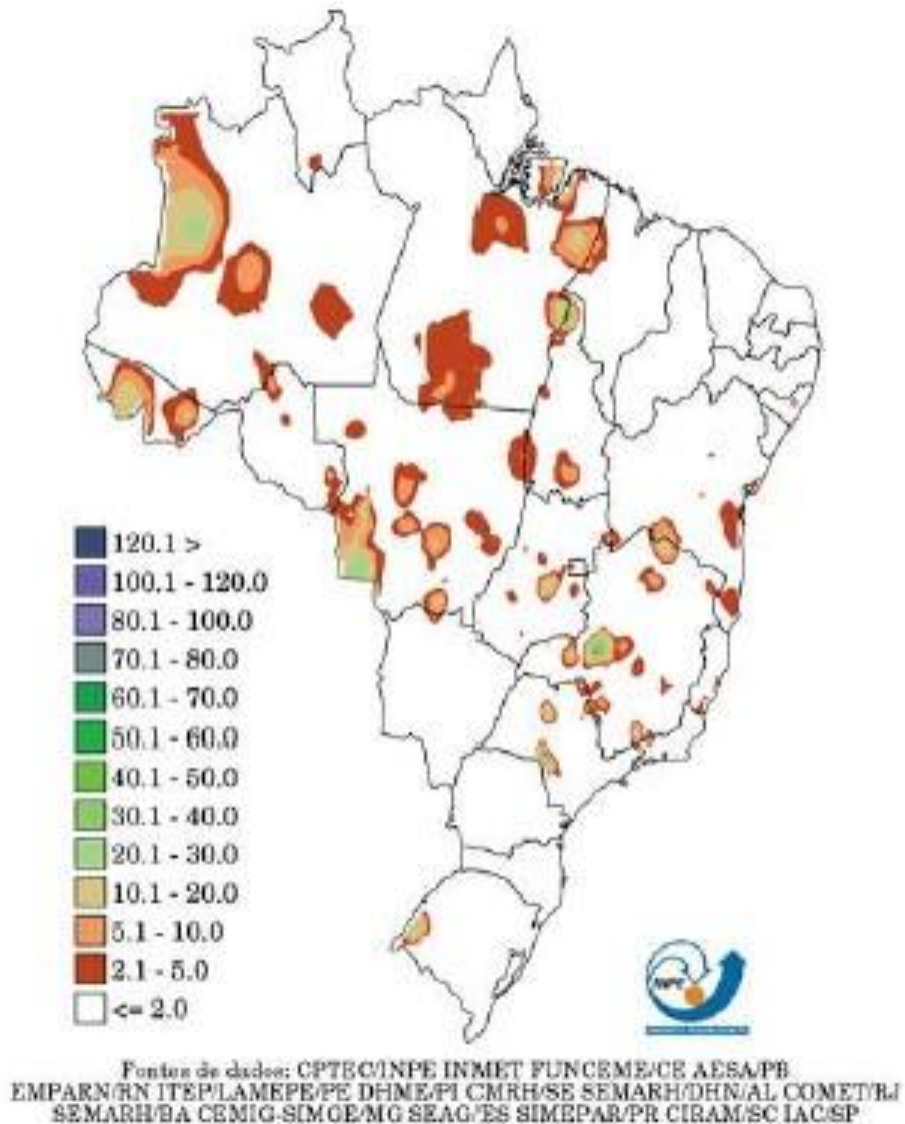 120.1 >
100.1 - 120.0
80.1 - 100.0
70.1 - 80.0
60.1 - 70.0
50.1 - 60.0
40.1 - 50.0
30.1 - 40.0
20.1 - 30.0
10.1 - 20.0
5.1 - 10.0
2.1 - 5.0
<= 2.0
INPE
Fontes de dados: CPTEC/INPE INMET FUNCEME/CE AESA/PB
EMPARN/RN ITEP/LAMEPE/PE DHME/PI CMRH/SE SEMARH/DHN/AL COMET/RJ
SEMARH/BA CEMIG-SIMGE/MG SEAG/ES SIMEPAR/PR CIRAM/SC IAC/SP